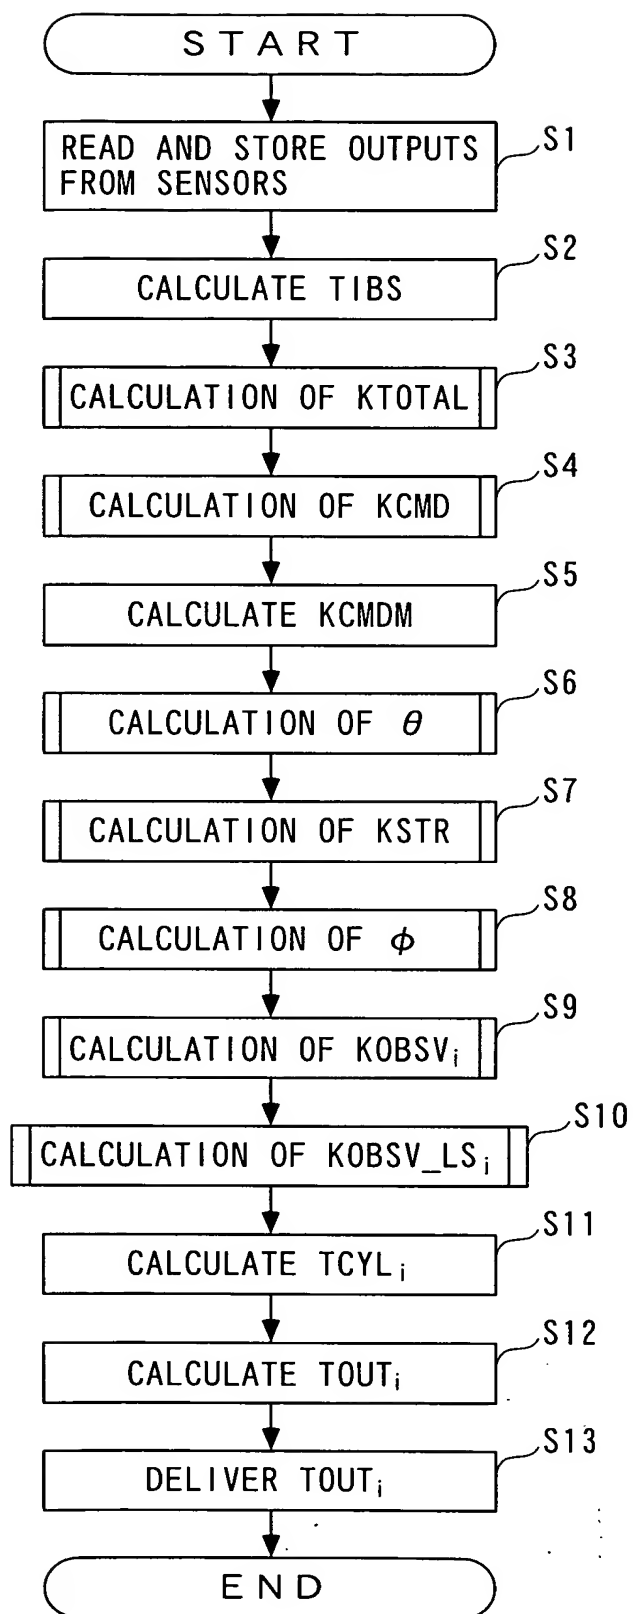 START
READ AND STORE OUTPUTS
FROM SENSORS
S1
CALCULATE TIBS
S2
CALCULATION OF KTOTAL
S3
CALCULATION OF KCMD
S4
CALCULATE KCMDM
S5
CALCULATION OF θ
S6
CALCULATION OF KSTR
S7
CALCULATION OF ϕ
S8
CALCULATION OF KOBSVᵢ
S9
CALCULATION OF KOBSV_LSᵢ
S10
CALCULATE TCYLᵢ
S11
CALCULATE TOUTᵢ
S12
DELIVER TOUTᵢ
S13
END